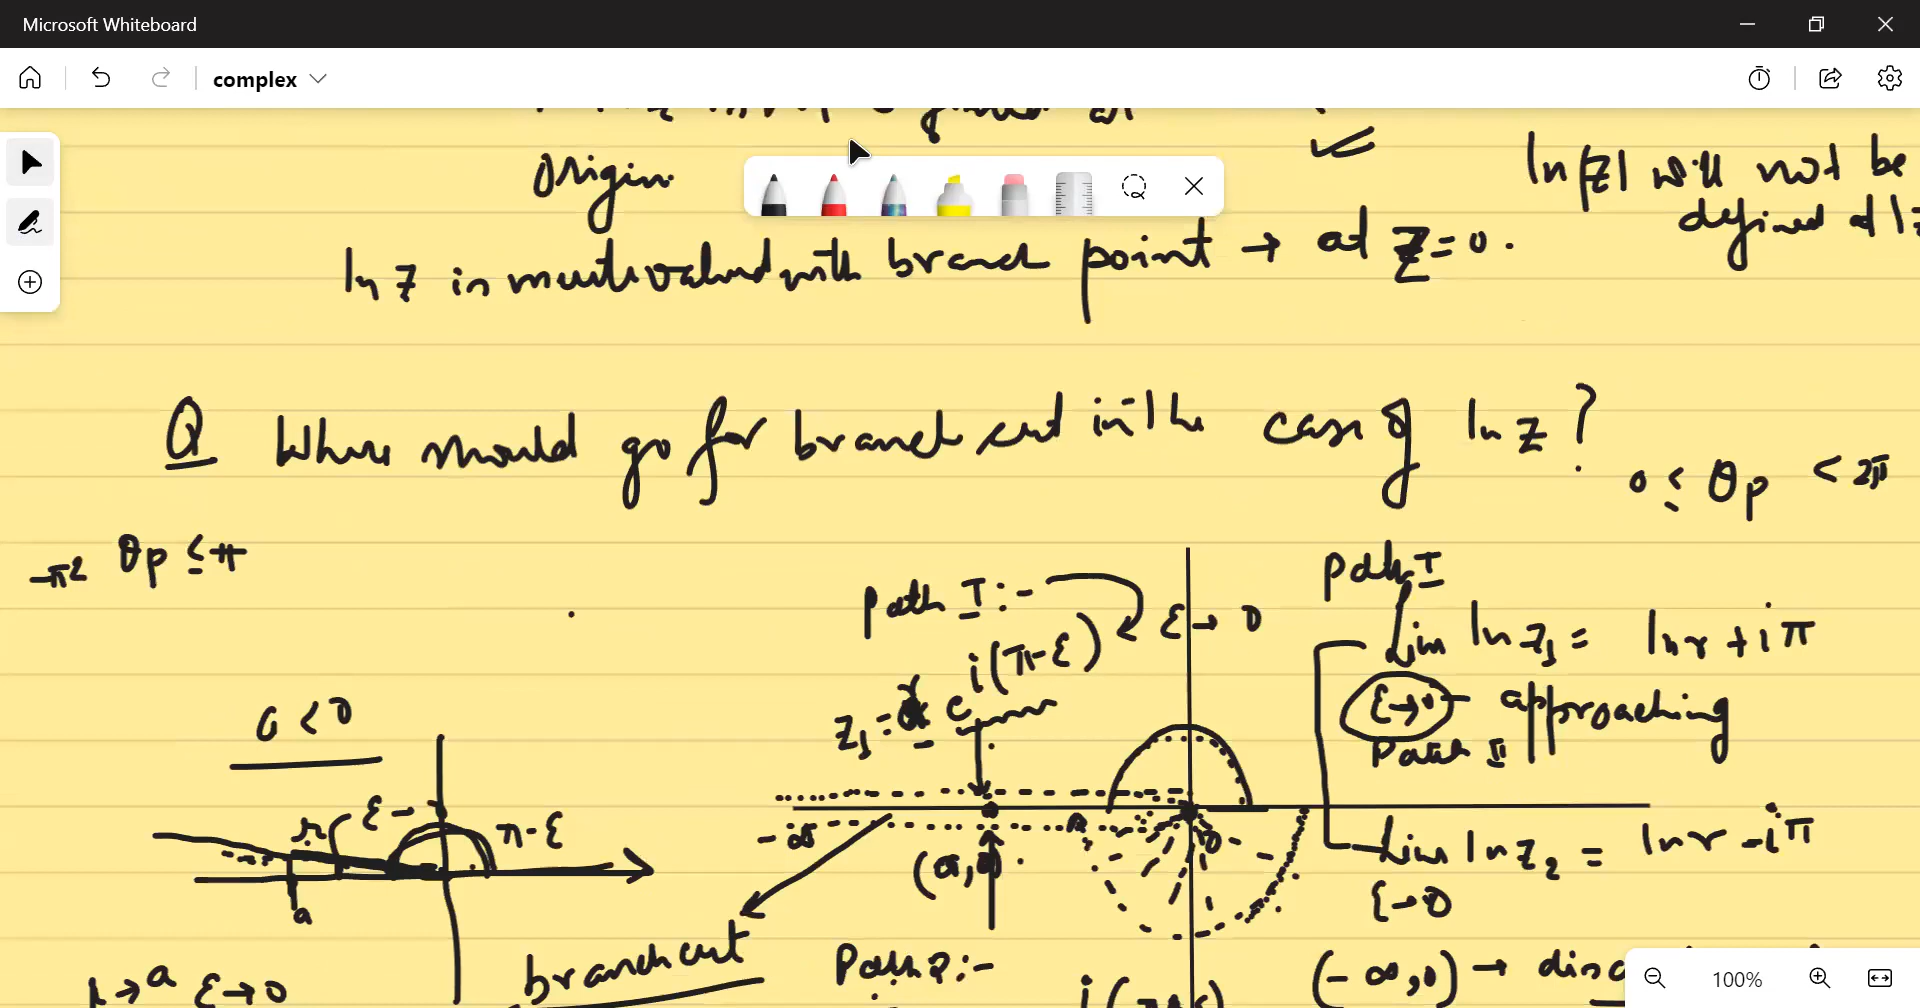 Microsoft Whiteboard
complex
origin.
ln|z| will not be
defined at
ln z is multivalued with branch point → at z=0.
Q Where should go for branch cut in the case of ln z?
0 ≤ θp < 2π
-π < θp ≤ π
Path I:-
ε → 0
z₁ = r e^{i(π-ε)}
Path I
lim ln z₁ = ln r + iπ
ε→0 → approaching
Path II
lim ln z₂ = ln r - iπ
ε→0
a < 0
ε
π-ε
a
-∞
(a,0)
0
branch cut
Path 2:-
r → a ε→0
(-∞,0) →
100%